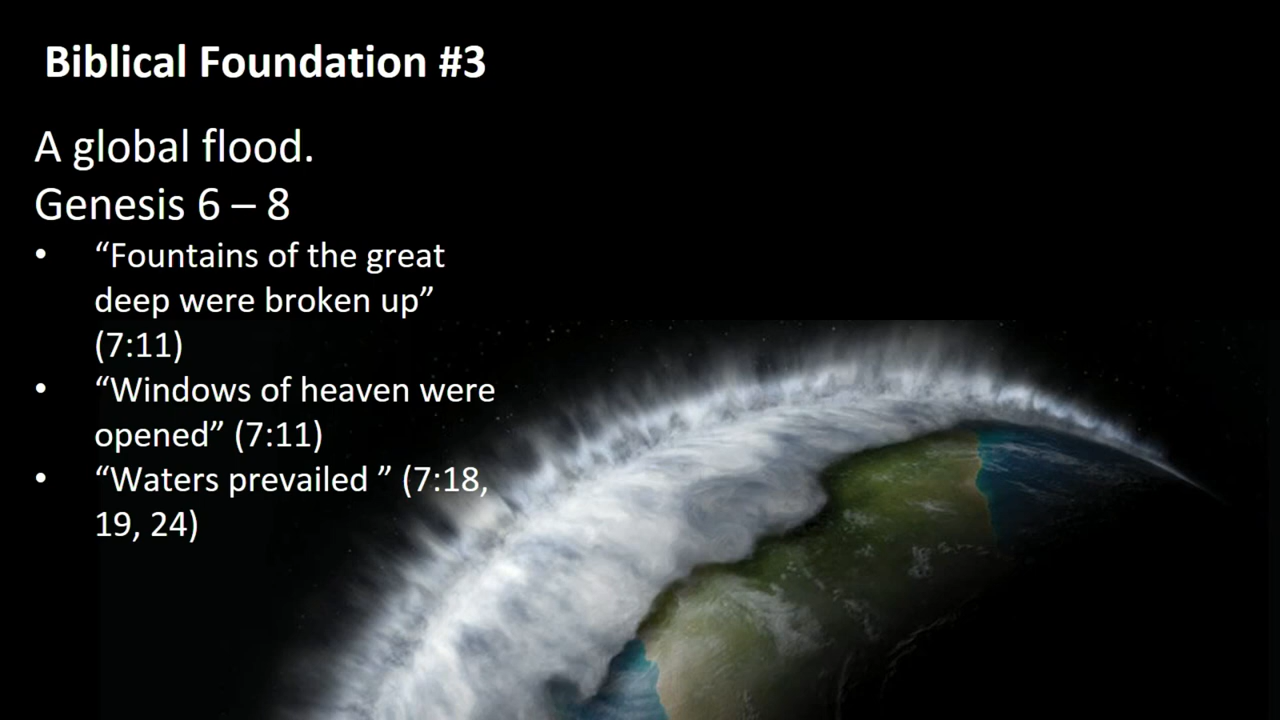 Biblical Foundation #3
A global flood.
Genesis 6 – 8
• “Fountains of the great
deep were broken up”
(7:11)
• “Windows of heaven were
opened” (7:11)
• “Waters prevailed ” (7:18,
19, 24)